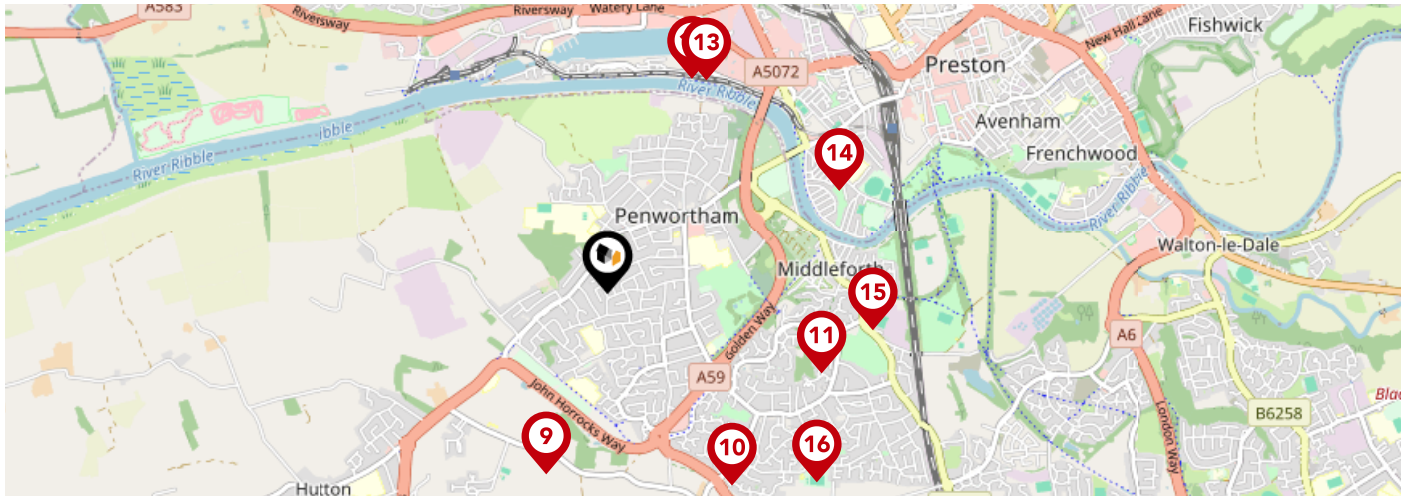 A583
Riversway
Riversway
Watery Lane
New Hall Lane
Fishwick
13
A5072
Preston
River Ribble
Avenham
Ibble
River Ribble
14
Frenchwood
River Ribble
Penwortham
Walton-le-Dale
Middleforth
15
11
Golden Way
A6
A59
John Horrocks Way
London Way
B6258
Blac
9
10
16
Hutton